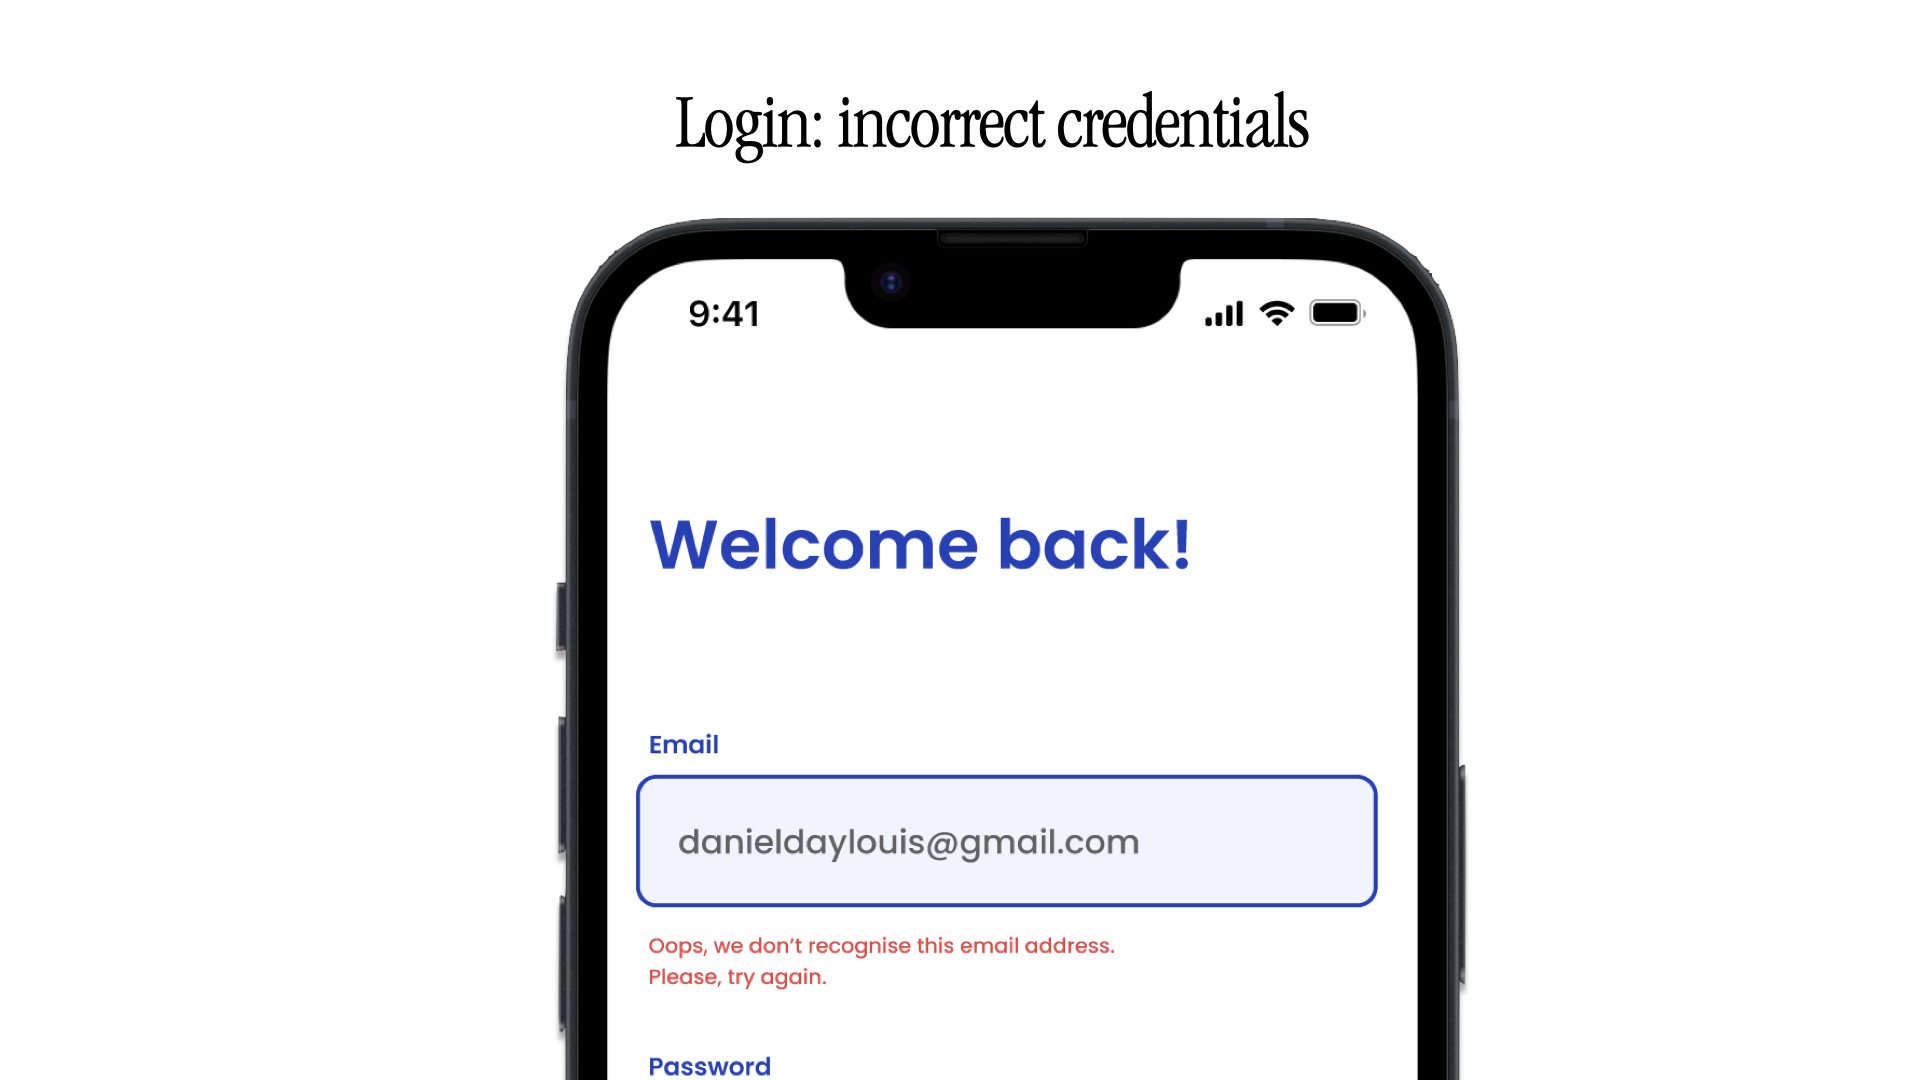 Login: incorrect credentials
9:41
Welcome back!
Email
danieldaylouis@gmail.com
Oops, we don’t recognise this email address.
Please, try again.
Password